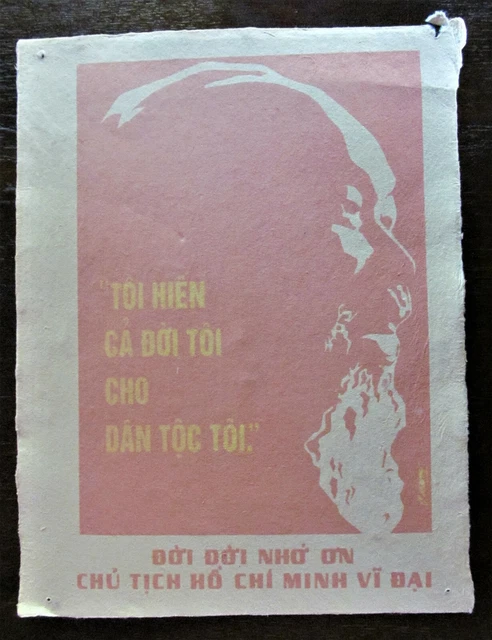 "TÔI HIẾN
CẢ ĐỜI TÔI
CHO
DÂN TỘC TÔI."
ĐỜI ĐỜI NHỚ ƠN
CHỦ TỊCH HỒ CHÍ MINH VĨ ĐẠI